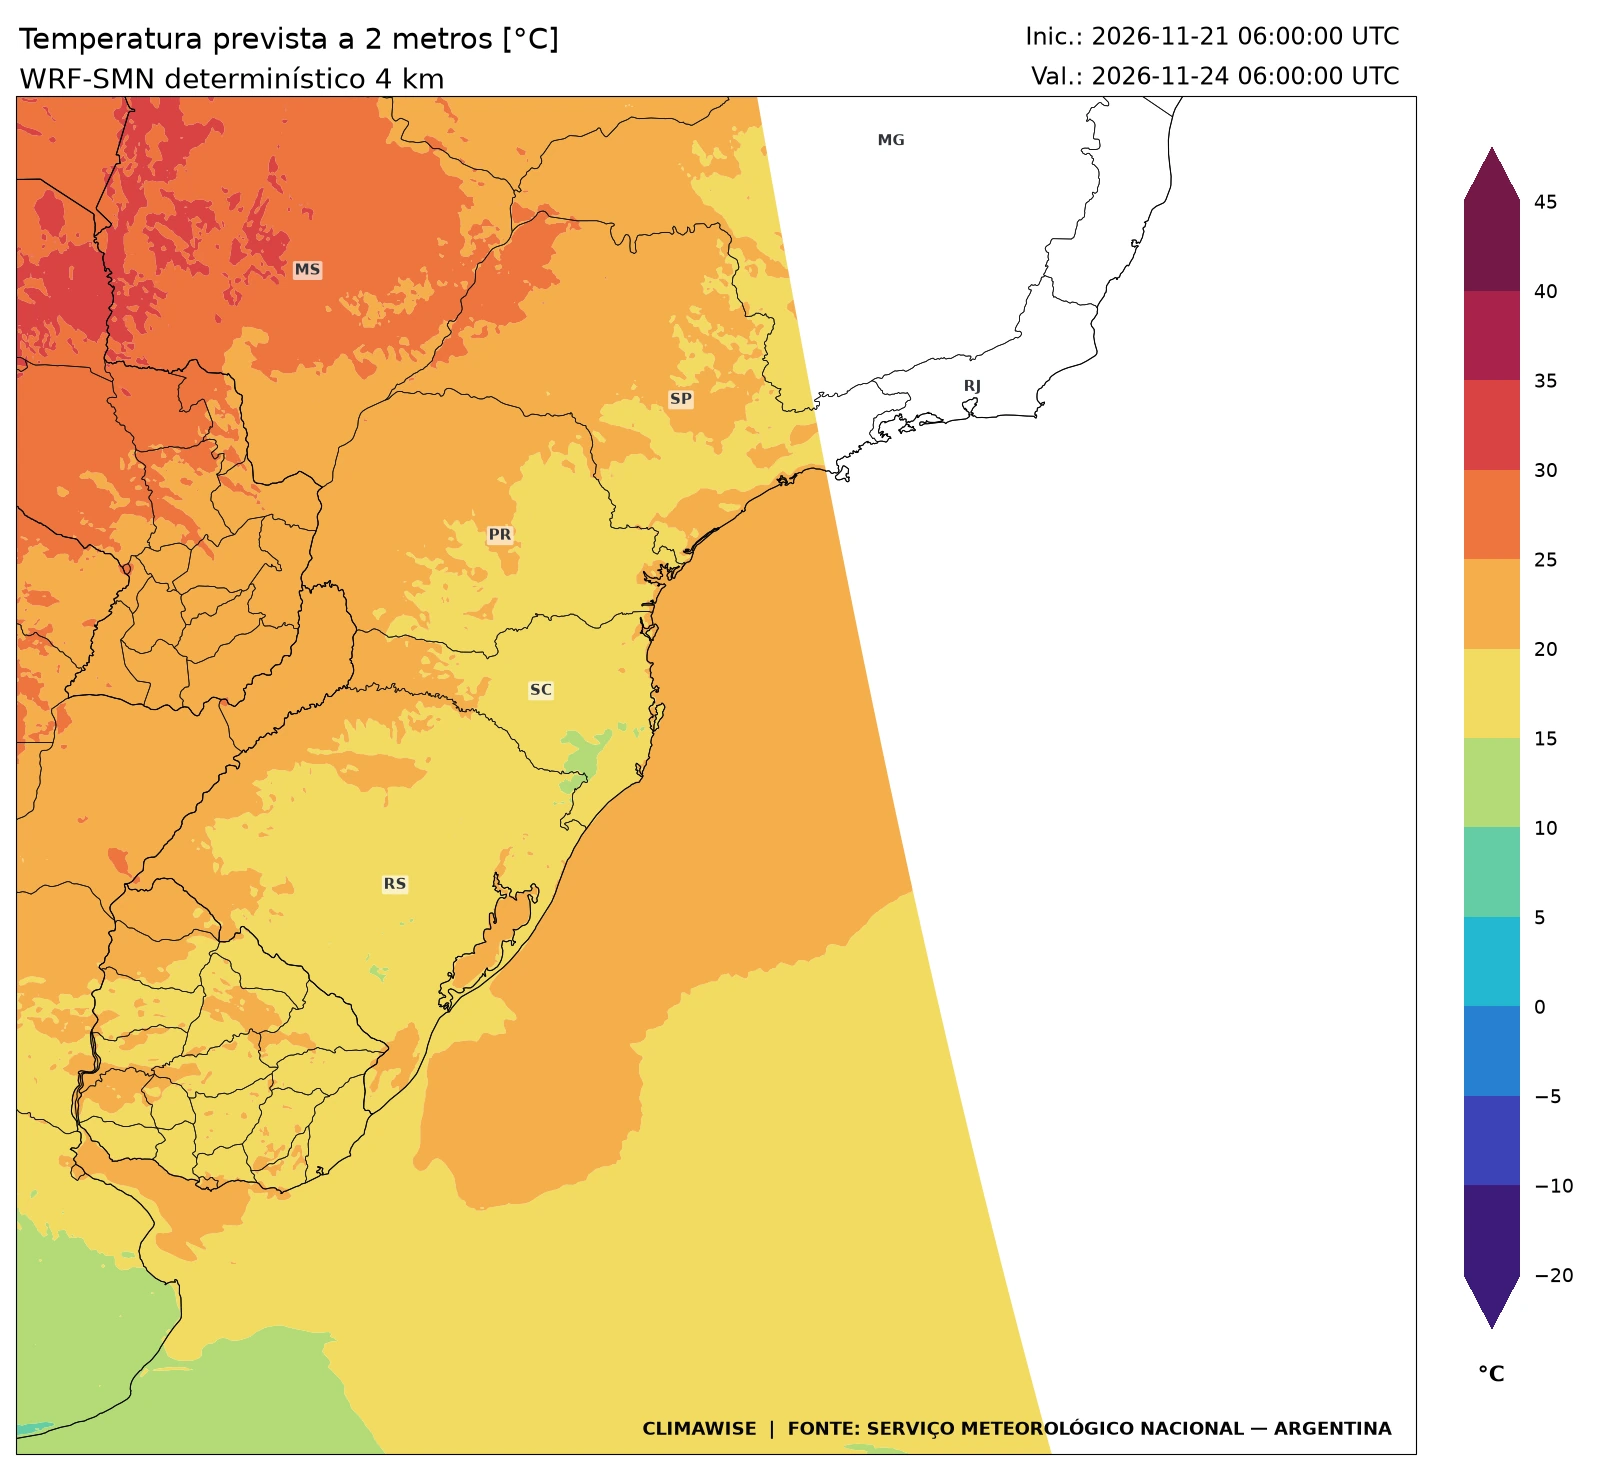 Temperatura prevista a 2 metros [°C]
WRF-SMN determinístico 4 km
Inic.: 2026-11-21 06:00:00 UTC
Val.: 2026-11-24 06:00:00 UTC
MG
MS
RJ
SP
PR
SC
RS
45
40
35
30
25
20
15
10
5
0
−5
−10
−20
°C
CLIMAWISE | FONTE: SERVIÇO METEOROLÓGICO NACIONAL — ARGENTINA